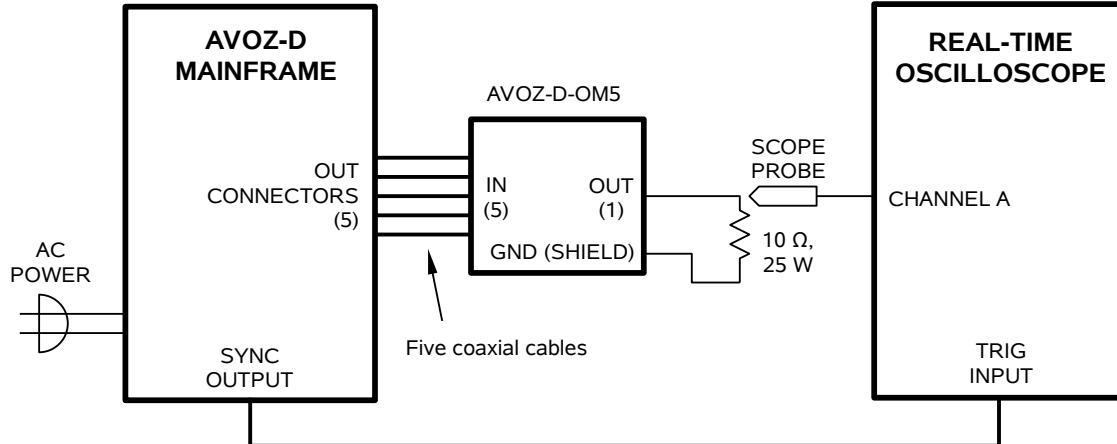 AVOZ-D
MAINFRAME
REAL-TIME
OSCILLOSCOPE
AVOZ-D-OM5
SCOPE
PROBE
OUT
CONNECTORS
(5)
IN
(5)
OUT
(1)
GND (SHIELD)
CHANNEL A
10 Ω,
25 W
AC
POWER
Five coaxial cables
SYNC
OUTPUT
TRIG
INPUT